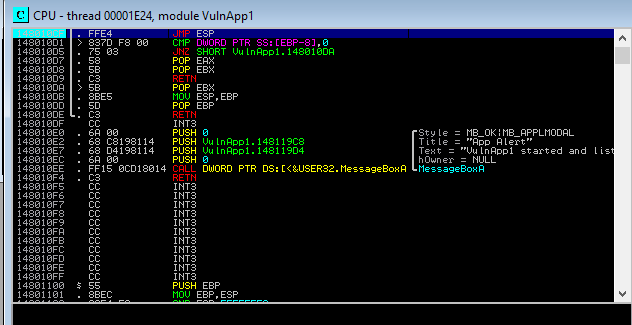 CPU - thread 00001E24, module VulnApp1
. FFE4 JMP ESP
148010D1 > 837D F8 00 CMP DWORD PTR SS:[EBP-8],0
148010D5 . 75 03 JNZ SHORT VulnApp1.148010DA
148010D7 . 58 POP EAX
148010D8 . 5B POP EBX
148010D9 . C3 RETN
148010DA > 5B POP EBX
148010DB . 8BE5 MOV ESP,EBP
148010DD . 5D POP EBP
148010DE . C3 RETN
148010DF CC INT3
148010E0 . 6A 00 PUSH 0 Style = MB_OK|MB_APPLMODAL
148010E2 . 68 C8198114 PUSH VulnApp1.148119C8 Title = "App Alert"
148010E7 . 68 D4198114 PUSH VulnApp1.148119D4 Text = "VulnApp1 started and list
148010EC . 6A 00 PUSH 0 hOwner = NULL
148010EE . FF15 0CD18014 CALL DWORD PTR DS:[<&USER32.MessageBoxA MessageBoxA
148010F4 . C3 RETN
148010F5 CC INT3
148010F6 CC INT3
148010F7 CC INT3
148010F8 CC INT3
148010F9 CC INT3
148010FA CC INT3
148010FB CC INT3
148010FC CC INT3
148010FD CC INT3
148010FE CC INT3
148010FF CC INT3
14801100 $ 55 PUSH EBP
14801101 . 8BEC MOV EBP,ESP